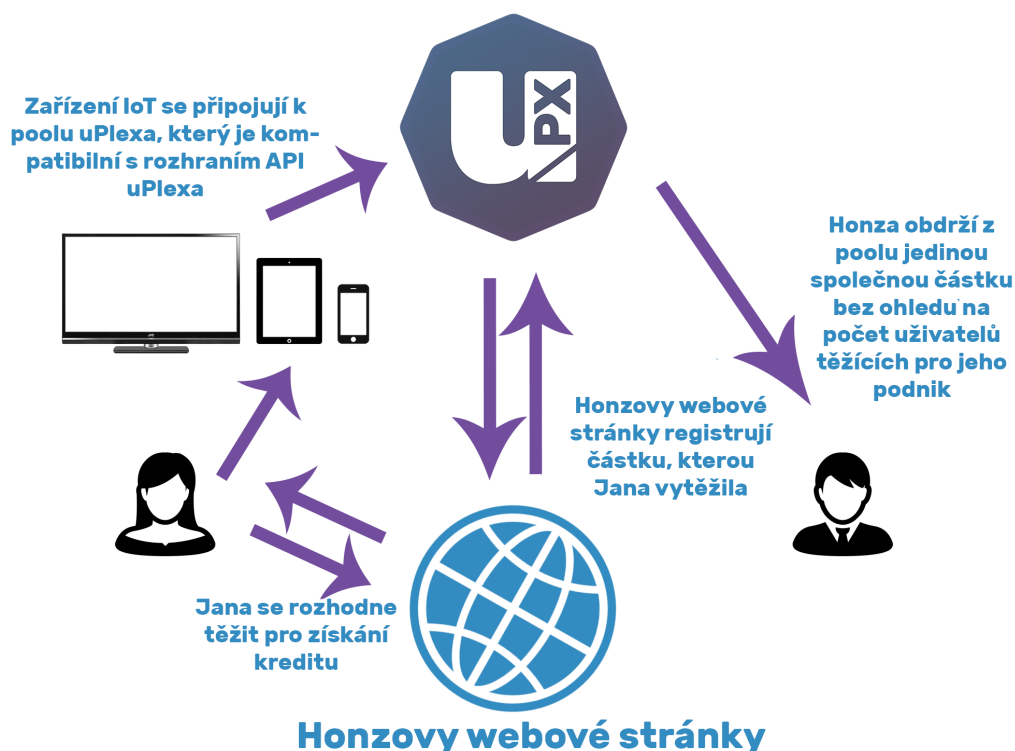 Zařízení IoT se připojují k
poolu uPlexa, který je kom-
patibilní s rozhraním API
uPlexa
u
PX
Honza obdrží z
poolu jedinou
společnou částku
bez ohledu na
počet uživatelů
těžících pro jeho
podnik
Honzovy webové
stránky registrují
částku, kterou
Jana vytěžila
Jana se rozhodne
těžit pro získání
kreditu
Honzovy webové stránky